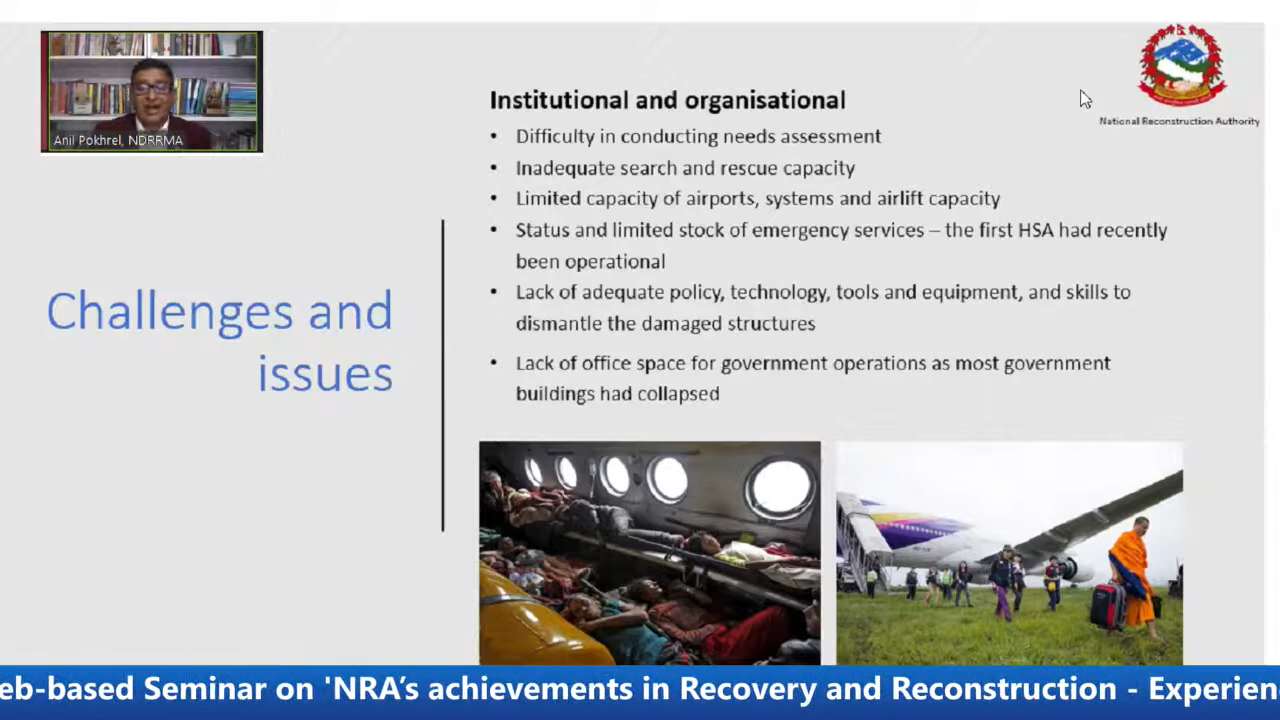 Anil Pokhrel, NDRRMA
National Reconstruction Authority
Challenges and
issues
Institutional and organisational
• Difficulty in conducting needs assessment
• Inadequate search and rescue capacity
• Limited capacity of airports, systems and airlift capacity
• Status and limited stock of emergency services – the first HSA had recently
been operational
• Lack of adequate policy, technology, tools and equipment, and skills to
dismantle the damaged structures
• Lack of office space for government operations as most government
buildings had collapsed
eb-based Seminar on 'NRA’s achievements in Recovery and Reconstruction - Experien